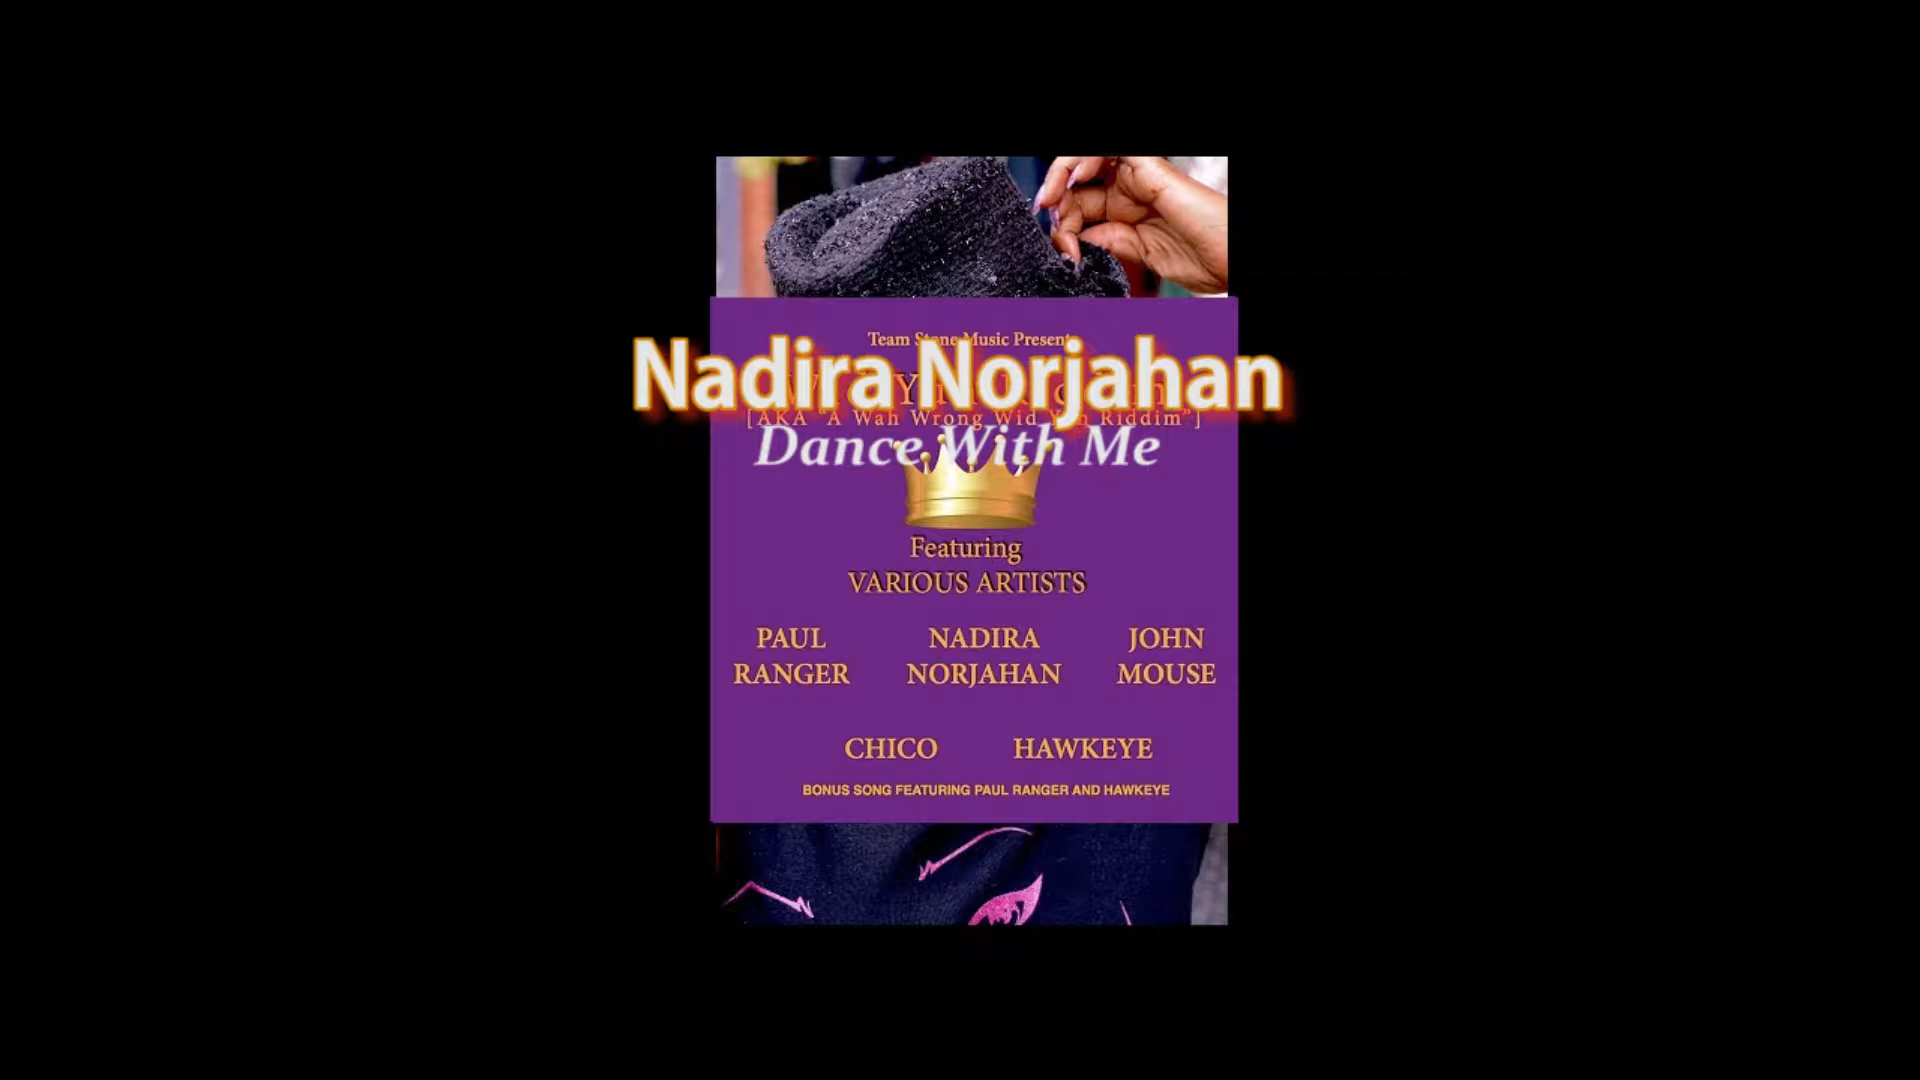 Team Stone Music Presents
Nadira Norjahan
[AKA "A Wah Wrong Wid Yuh Riddim"]
Dance With Me
Featuring
VARIOUS ARTISTS
PAUL NADIRA JOHN
RANGER NORJAHAN MOUSE
CHICO HAWKEYE
BONUS SONG FEATURING PAUL RANGER AND HAWKEYE